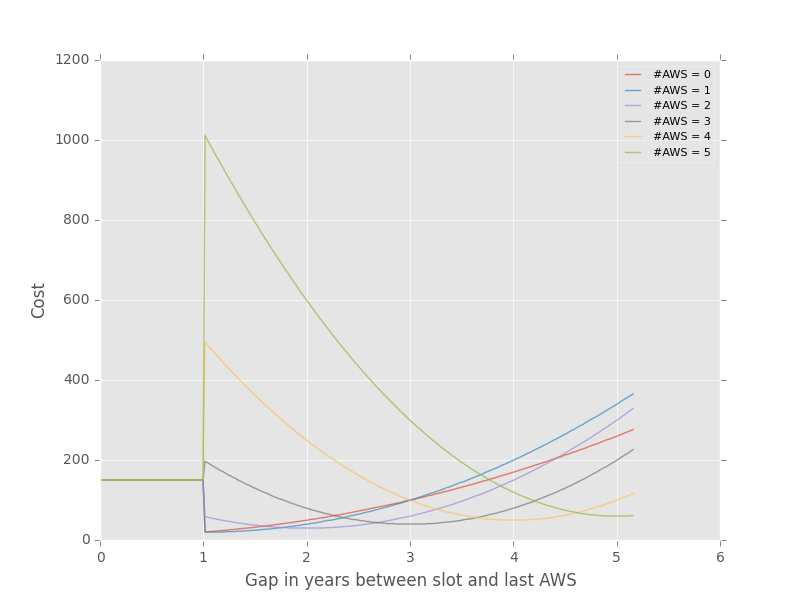 1200
1000
800
600
400
200
0
Cost
0 1 2 3 4 5 6
Gap in years between slot and last AWS
#AWS = 0
#AWS = 1
#AWS = 2
#AWS = 3
#AWS = 4
#AWS = 5